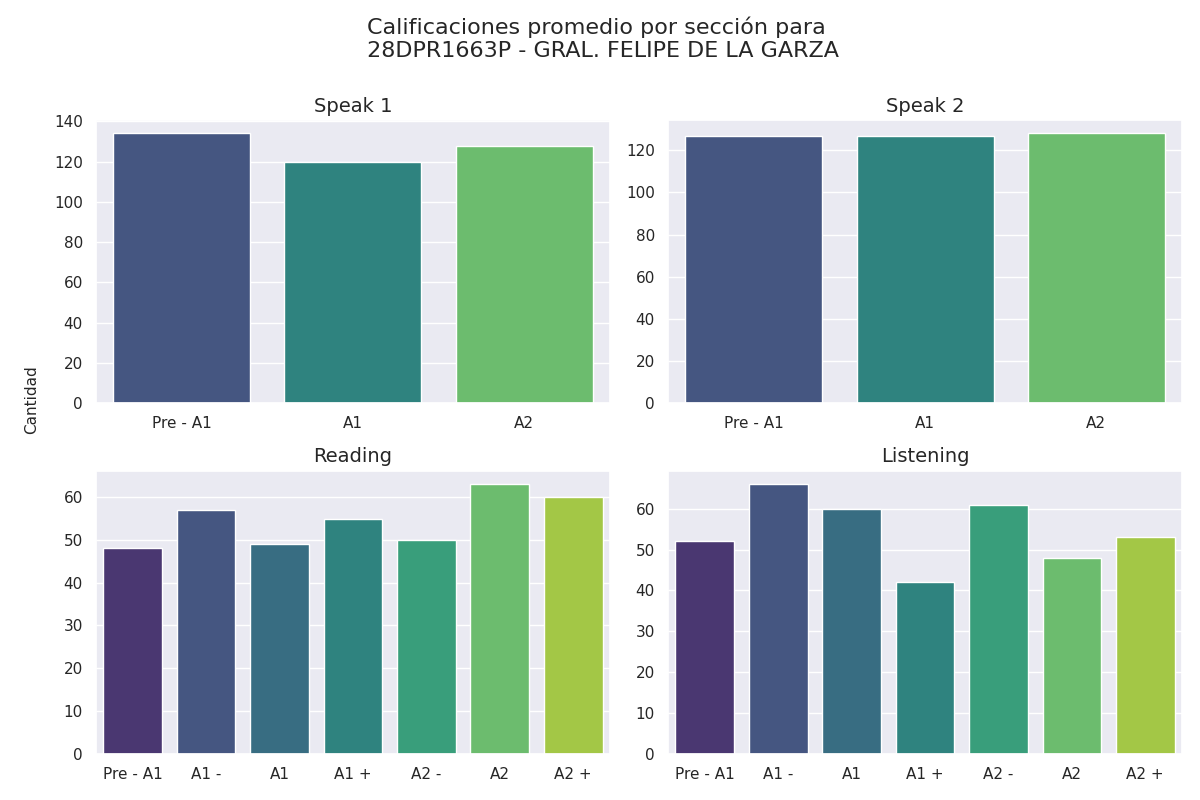 Calificaciones promedio por sección para
28DPR1663P - GRAL. FELIPE DE LA GARZA
Speak 1
140
120
100
80
60
40
20
0
Pre - A1 A1 A2
Speak 2
120
100
80
60
40
20
0
Pre - A1 A1 A2
Cantidad
Reading
60
50
40
30
20
10
0
Pre - A1 A1 - A1 A1 + A2 - A2 A2 +
Listening
60
50
40
30
20
10
0
Pre - A1 A1 - A1 A1 + A2 - A2 A2 +